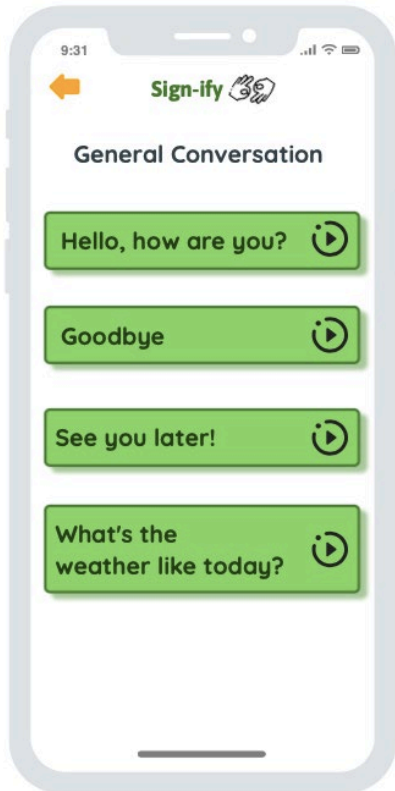 9:31
Sign-ify
General Conversation
Hello, how are you?
Goodbye
See you later!
What's the
weather like today?